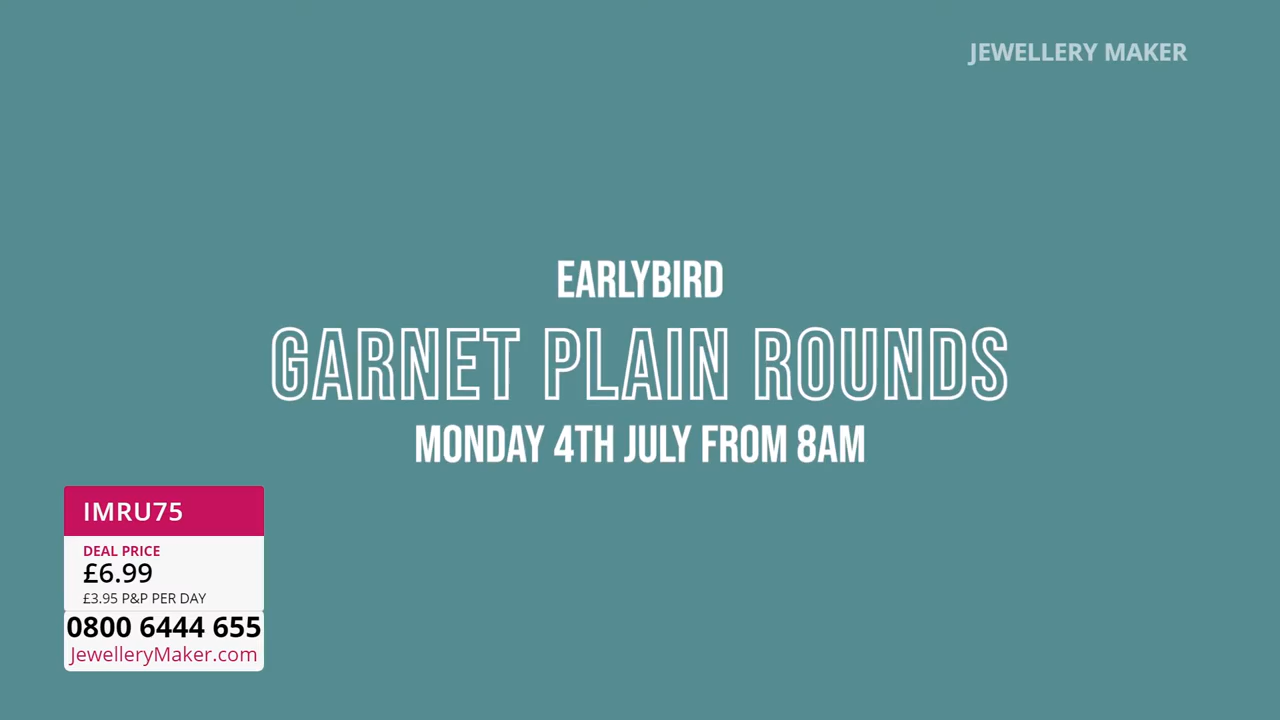 JEWELLERY MAKER
EARLYBIRD
GARNET PLAIN ROUNDS
MONDAY 4TH JULY FROM 8AM
IMRU75
DEAL PRICE
£6.99
£3.95 P&P PER DAY
0800 6444 655
JewelleryMaker.com